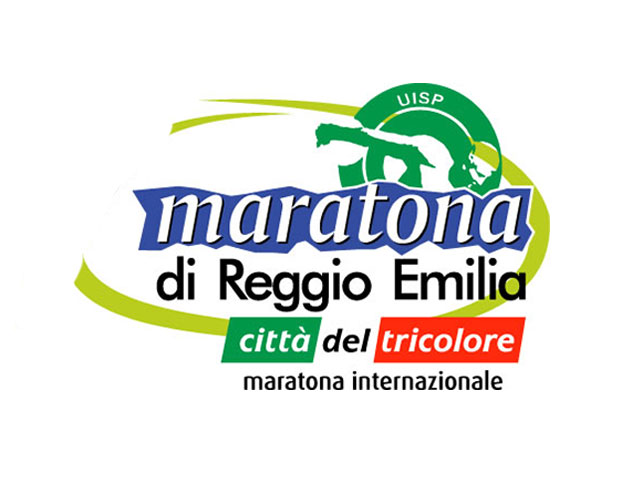 UISP
maratona
di Reggio Emilia
città del tricolore
maratona internazionale